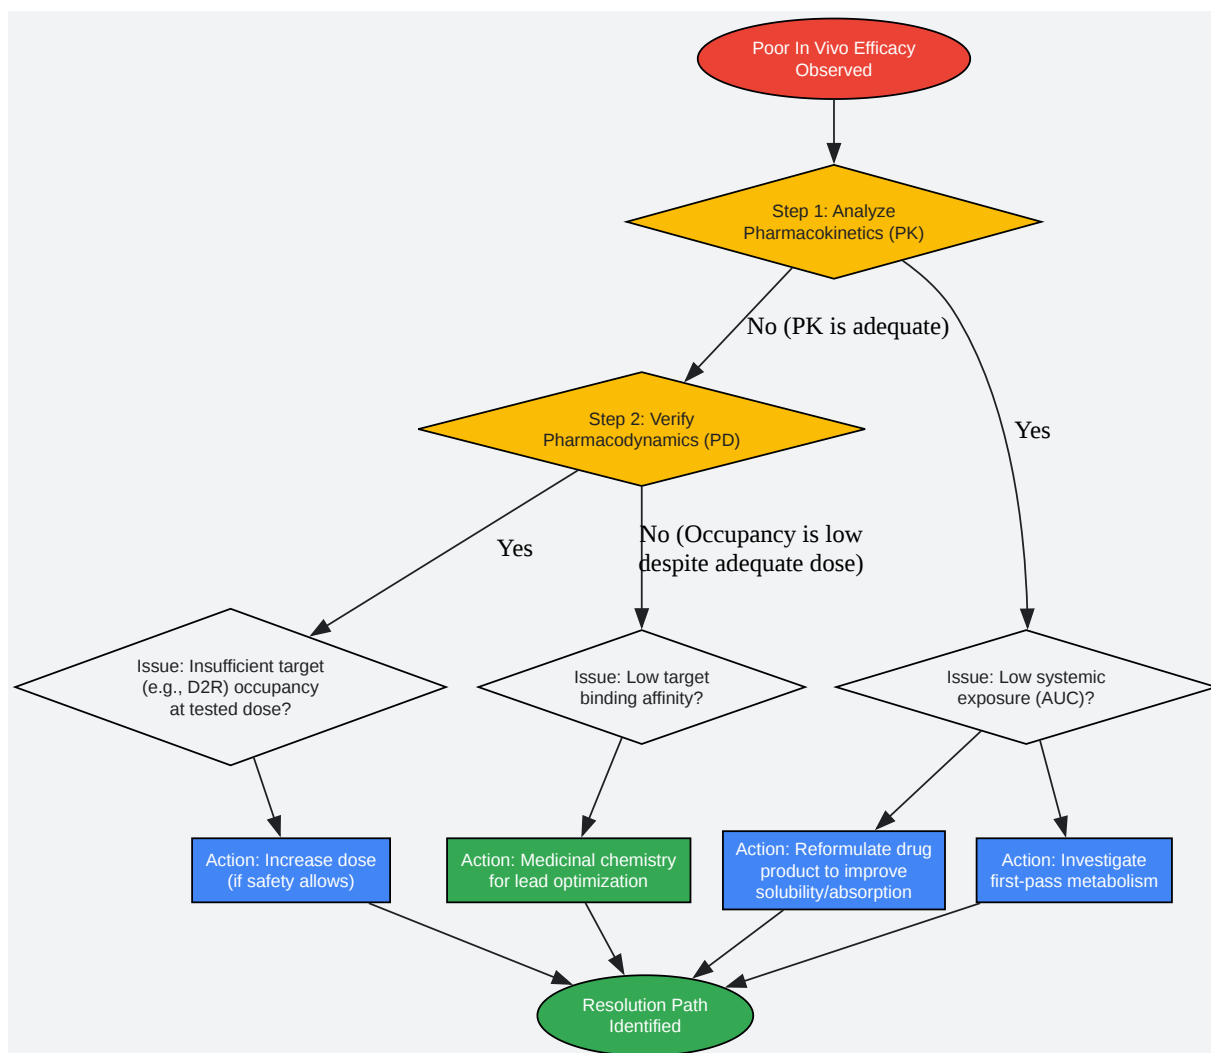 Poor In Vivo Efficacy
Observed
Step 1: Analyze
Pharmacokinetics (PK)
No (PK is adequate)
Step 2: Verify
Pharmacodynamics (PD)
Yes
Yes
No (Occupancy is low
despite adequate dose)
Issue: Insufficient target
(e.g., D2R) occupancy
at tested dose?
Issue: Low target
binding affinity?
Issue: Low systemic
exposure (AUC)?
Action: Increase dose
(if safety allows)
Action: Medicinal chemistry
for lead optimization
Action: Reformulate drug
product to improve
solubility/absorption
Action: Investigate
first-pass metabolism
Resolution Path
Identified